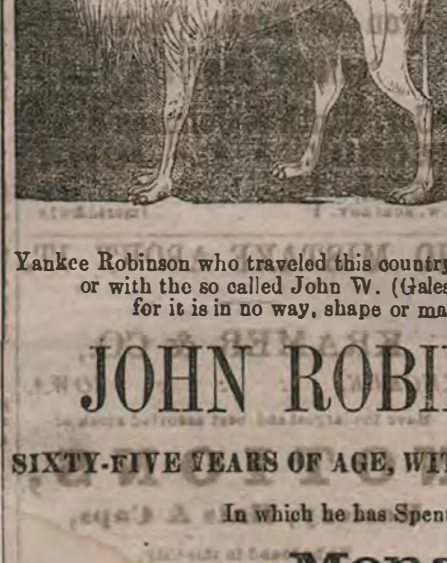 Yankee Robinson who traveled this country
or with the so called John W. (Gales
for it is in no way, shape or ma
JOHN ROBI
SIXTY-FIVE YEARS OF AGE, WIT
In which he has Spent